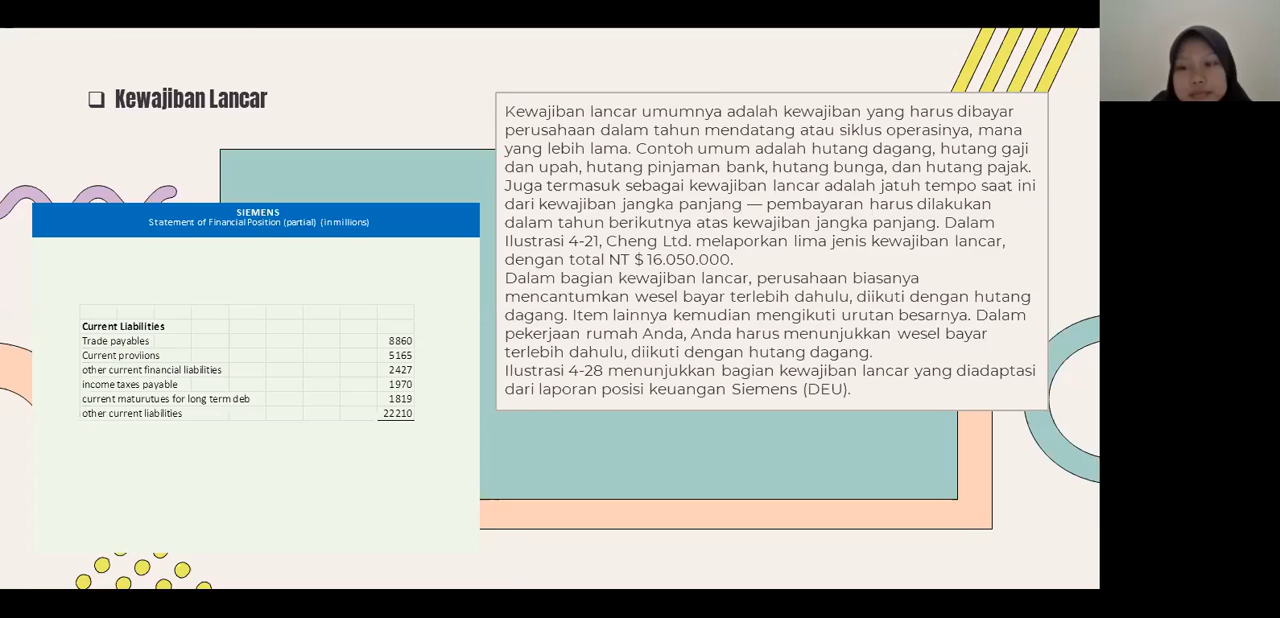 Kewajiban Lancar
Kewajiban lancar umumnya adalah kewajiban yang harus dibayar
perusahaan dalam tahun mendatang atau siklus operasinya, mana
yang lebih lama. Contoh umum adalah hutang dagang, hutang gaji
dan upah, hutang pinjaman bank, hutang bunga, dan hutang pajak.
Juga termasuk sebagai kewajiban lancar adalah jatuh tempo saat ini
dari kewajiban jangka panjang — pembayaran harus dilakukan
dalam tahun berikutnya atas kewajiban jangka panjang. Dalam
Ilustrasi 4-21, Cheng Ltd. melaporkan lima jenis kewajiban lancar,
dengan total NT $ 16.050.000.
Dalam bagian kewajiban lancar, perusahaan biasanya
mencantumkan wesel bayar terlebih dahulu, diikuti dengan hutang
dagang. Item lainnya kemudian mengikuti urutan besarnya. Dalam
pekerjaan rumah Anda, Anda harus menunjukkan wesel bayar
terlebih dahulu, diikuti dengan hutang dagang.
Ilustrasi 4-28 menunjukkan bagian kewajiban lancar yang diadaptasi
dari laporan posisi keuangan Siemens (DEU).
SIEMENS
Statement of Financial Position (partial) (in millions)
Current Liabilities
Trade payables 8860
Current proviions 5165
other current financial liabilities 2427
income taxes payable 1970
current maturutues for long term deb 1819
other current liabilities 22210